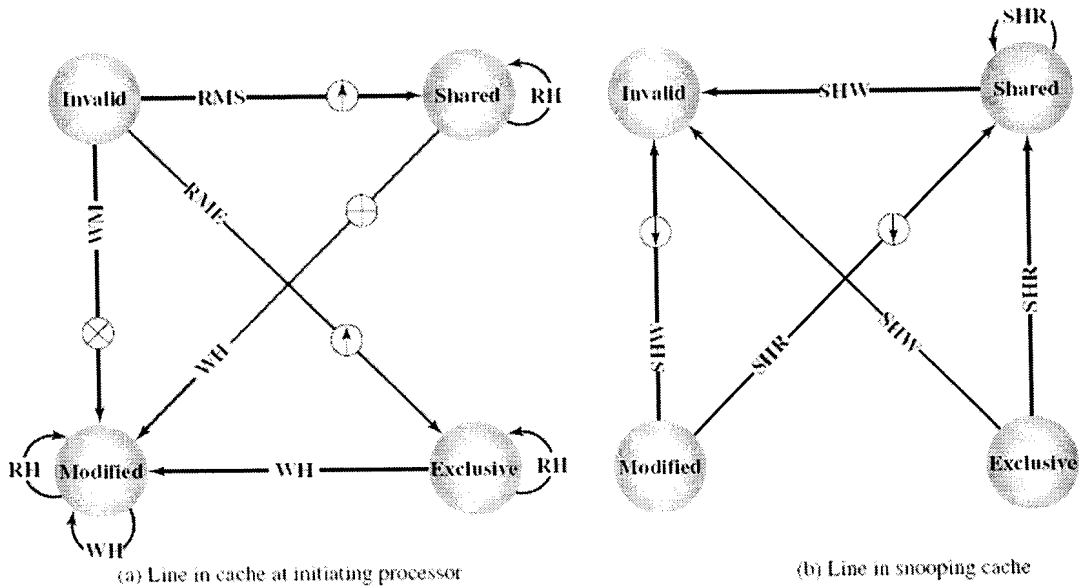 Invalid
RMS
Shared
RH
WM
RME
WH
RH
Modified
WH
Exclusive
RH
WH
(a) Line in cache at initiating processor
SHR
Invalid
SHW
Shared
SHW
SHR
SHW
SHR
Modified
Exclusive
(b) Line in snooping cache